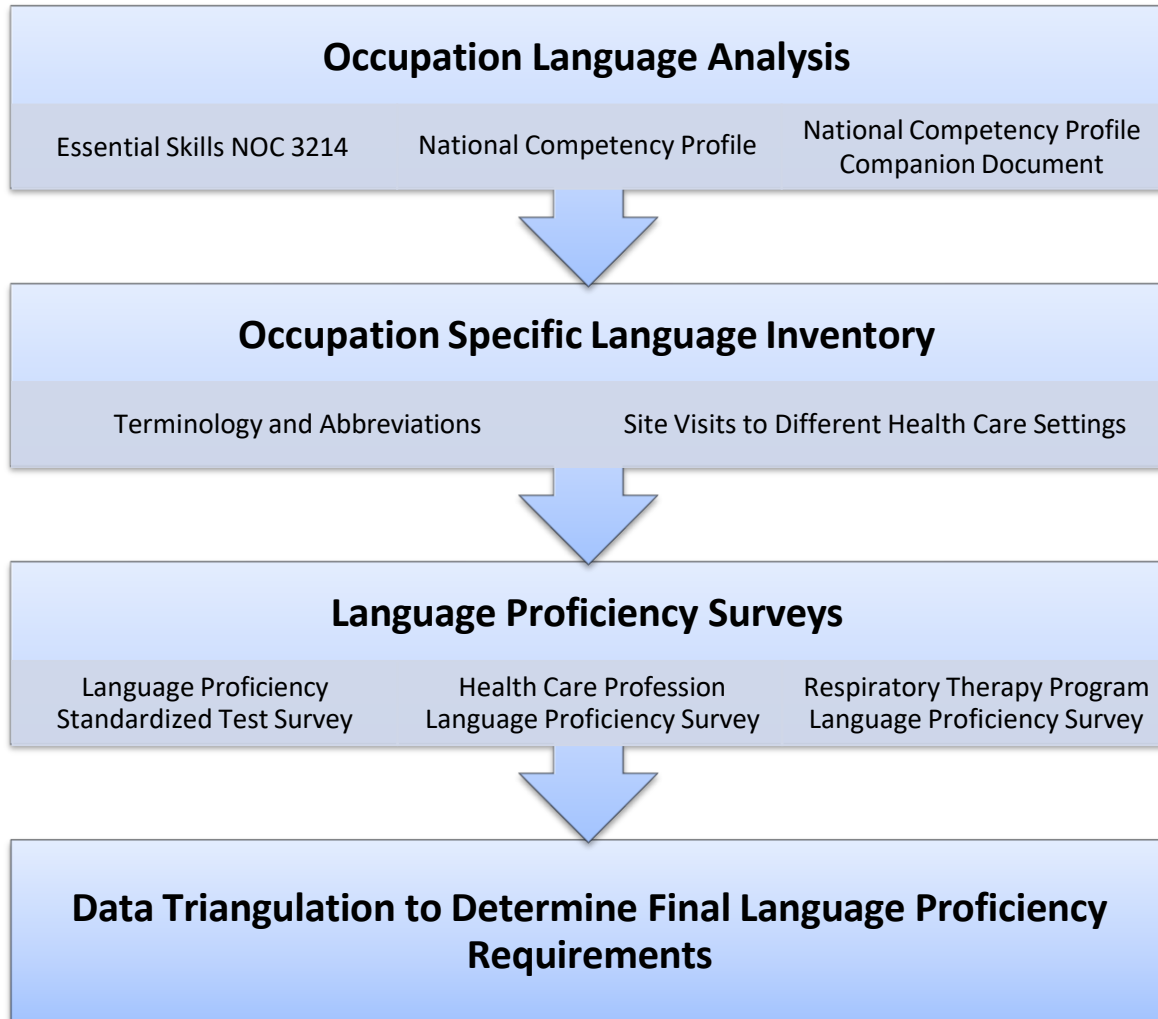 Occupation Language Analysis
Essential Skills NOC 3214
National Competency Profile
National Competency Profile
Companion Document
Occupation Specific Language Inventory
Terminology and Abbreviations
Site Visits to Different Health Care Settings
Language Proficiency Surveys
Language Proficiency
Standardized Test Survey
Health Care Profession
Language Proficiency Survey
Respiratory Therapy Program
Language Proficiency Survey
Data Triangulation to Determine Final Language Proficiency
Requirements